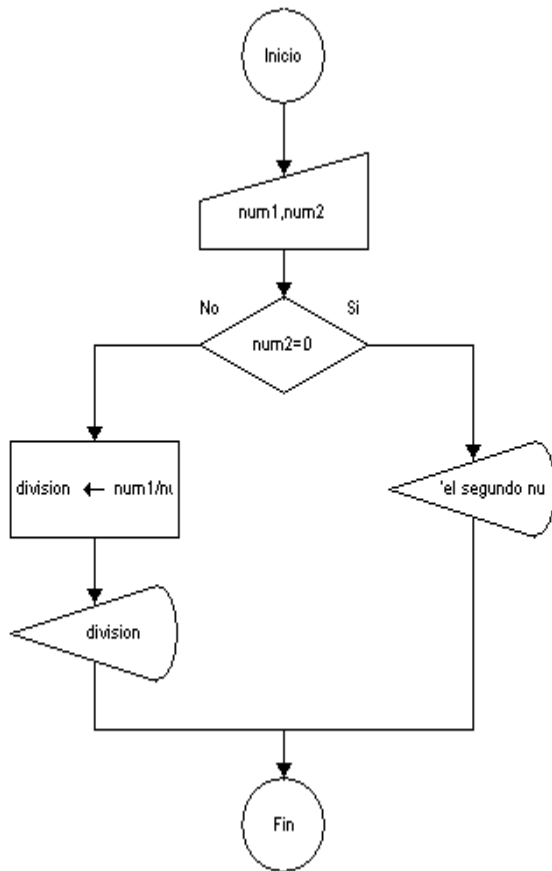 Inicio
num1,num2
No
Si
num2=0
division ← num1/nu
'el segundo nu
division
Fin